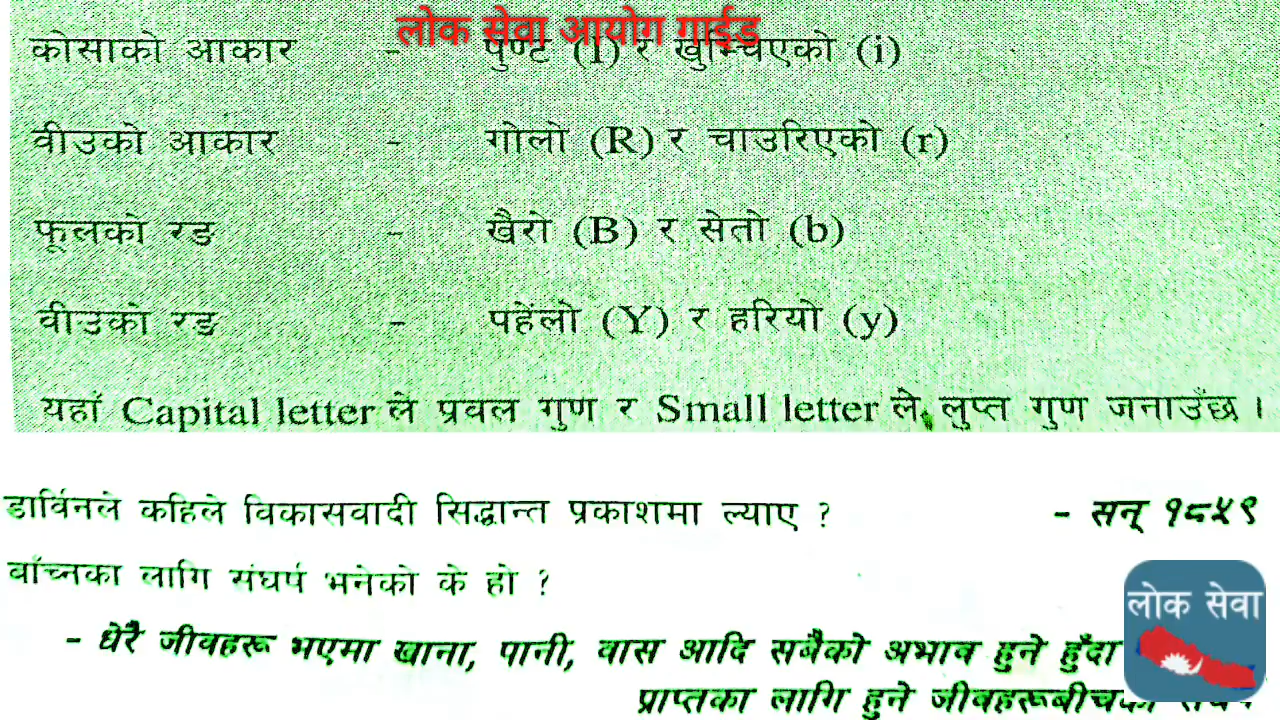 लोक सेवा आयोग गाईड
कोसाको आकार - पुण्ट (I) र खुम्चिएको (i)
वीउको आकार - गोलो (R) र चाउरिएको (r)
फूलको रङ - खैरो (B) र सेतो (b)
वीउको रङ - पहेंलो (Y) र हरियो (y)
यहाँ Capital letter ले प्रवल गुण र Small letter ले लुप्त गुण जनाउँछ ।
डार्विनले कहिले विकासवादी सिद्धान्त प्रकाशमा ल्याए ? - सन् १८५९
बाँच्नका लागि संघर्ष भनेको के हो ?
- धेरै जीवहरू भएमा खाना, पानी, वास आदि सबैको अभाव हुने हुँदा
प्राप्तका लागि हुने जीवहरूबीचको
लोक सेवा